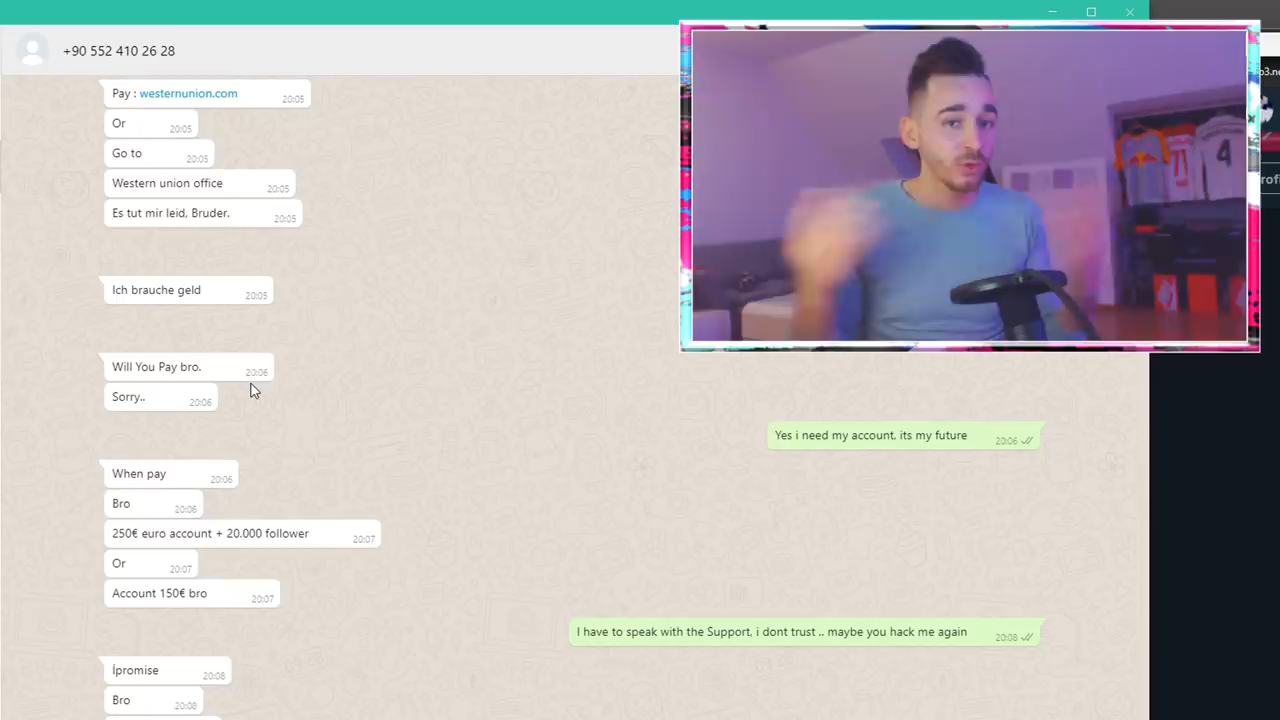 +90 552 410 26 28
Pay : westernunion.com 20:05
Or 20:05
Go to 20:05
Western union office 20:05
Es tut mir leid, Bruder. 20:05
Ich brauche geld 20:05
Will You Pay bro. 20:06
Sorry.. 20:06
Yes i need my account, its my future 20:06
When pay 20:06
Bro 20:06
250€ euro account + 20.000 follower 20:07
Or 20:07
Account 150€ bro 20:07
I have to speak with the Support, i dont trust .. maybe you hack me again 20:08
İpromise 20:08
Bro 20:08
4